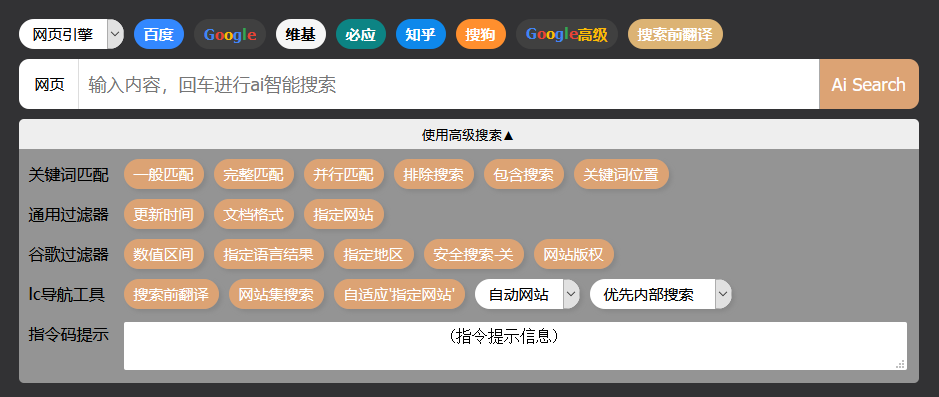 网页引擎 百度 Google 维基 必应 知乎 搜狗 Google高级 搜索前翻译
网页 输入内容，回车进行ai智能搜索 Ai Search
使用高级搜索▲
关键词匹配 一般匹配 完整匹配 并行匹配 排除搜索 包含搜索 关键词位置
通用过滤器 更新时间 文档格式 指定网站
谷歌过滤器 数值区间 指定语言结果 指定地区 安全搜索-关 网站版权
lc导航工具 搜索前翻译 网站集搜索 自适应'指定网站' 自动网站 优先内部搜索
指令码提示 （指令提示信息）